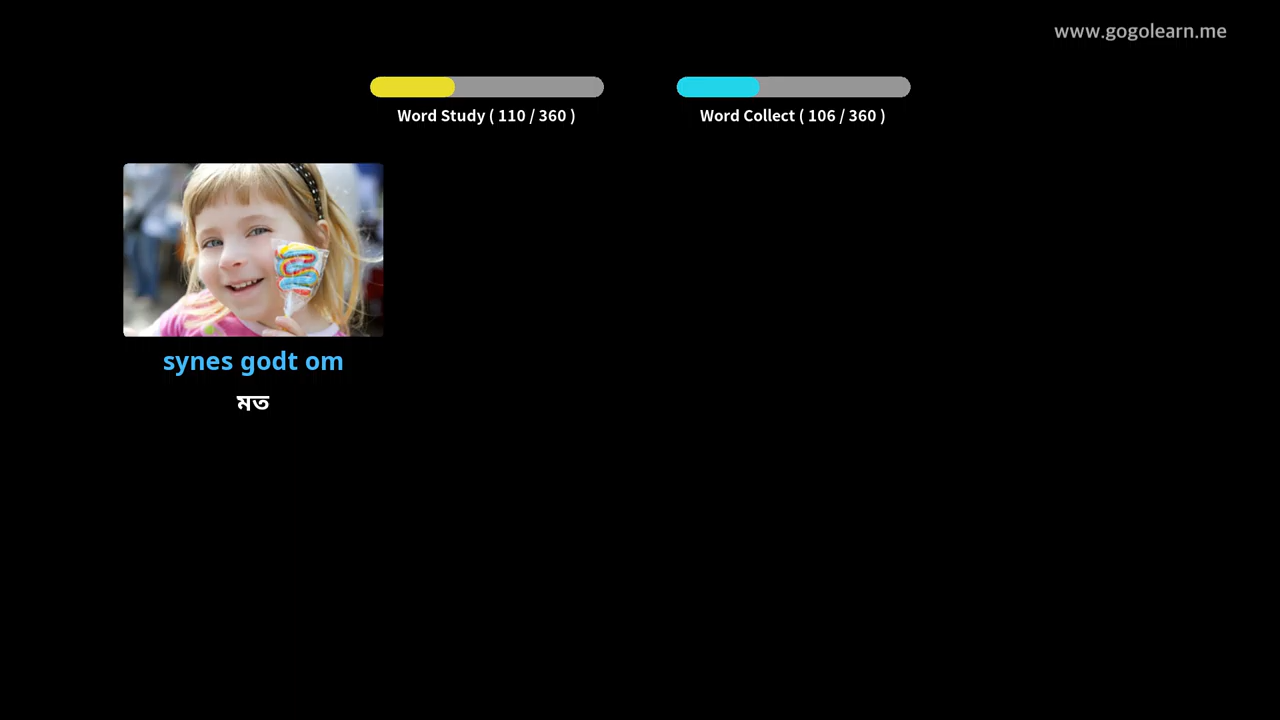 www.gogolearn.me
Word Study ( 110 / 360 )
Word Collect ( 106 / 360 )
synes godt om
মত